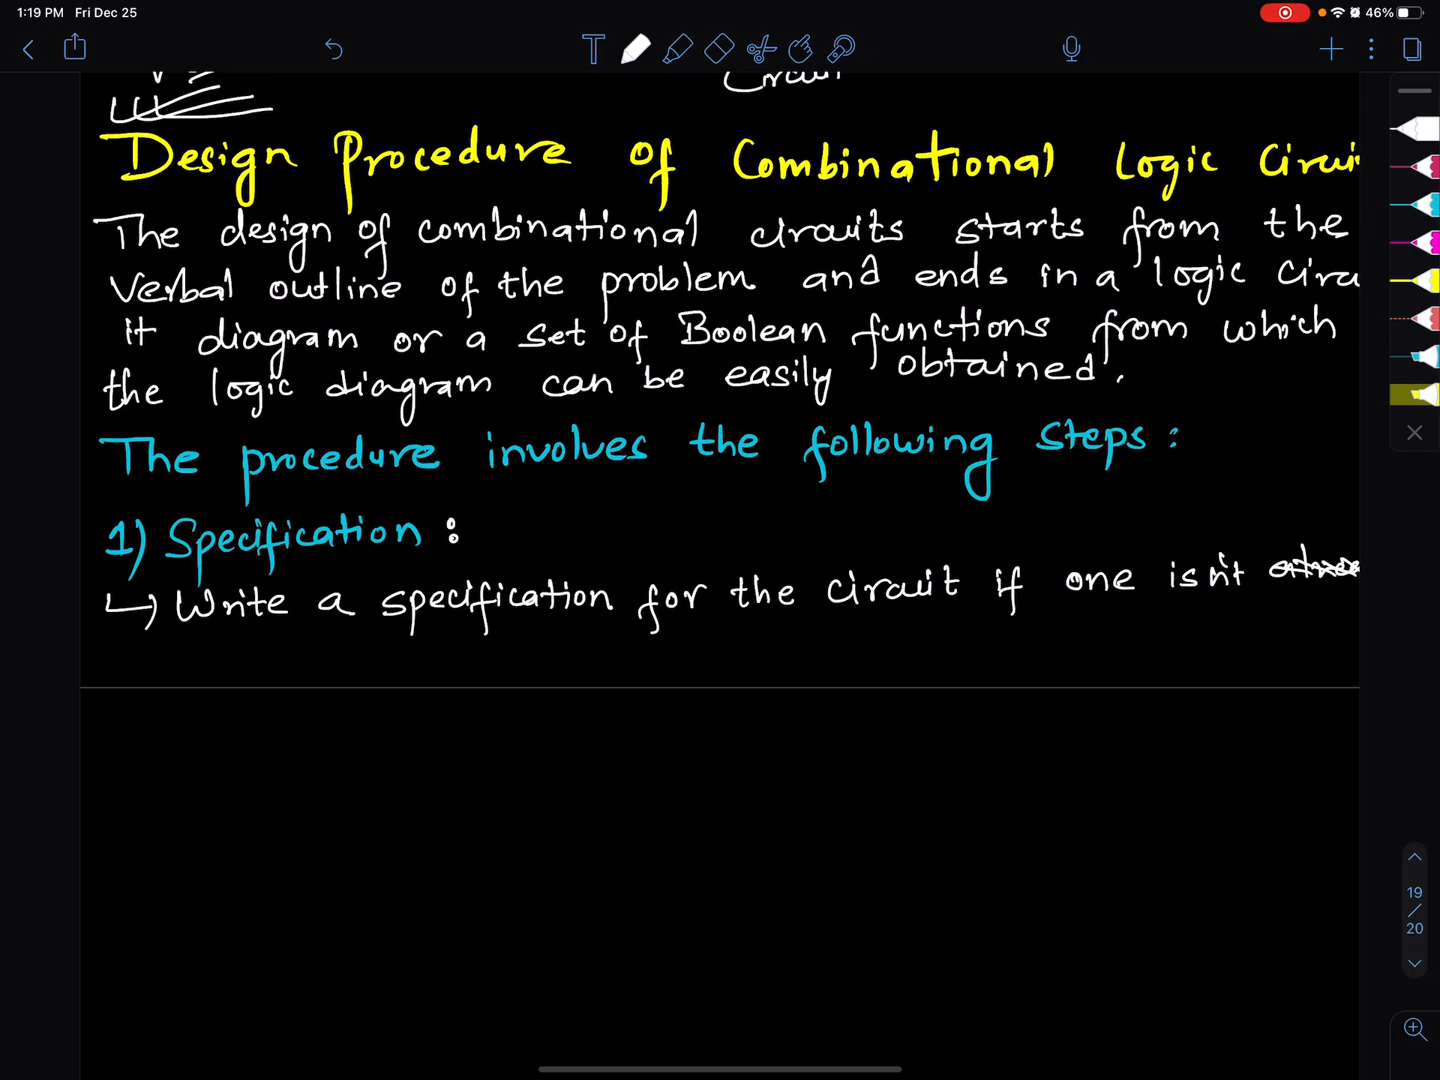 1:19 PM Fri Dec 25
46%
Circuit
Design Procedure of Combinational Logic Circui
The design of combinational circuits starts from the
verbal outline of the problem and ends in a logic circu
it diagram or a set of Boolean functions from which
the logic diagram can be easily obtained.
The procedure involves the following steps:
1) Specification :
↳ Write a specification for the circuit if one isn't
19
/
20